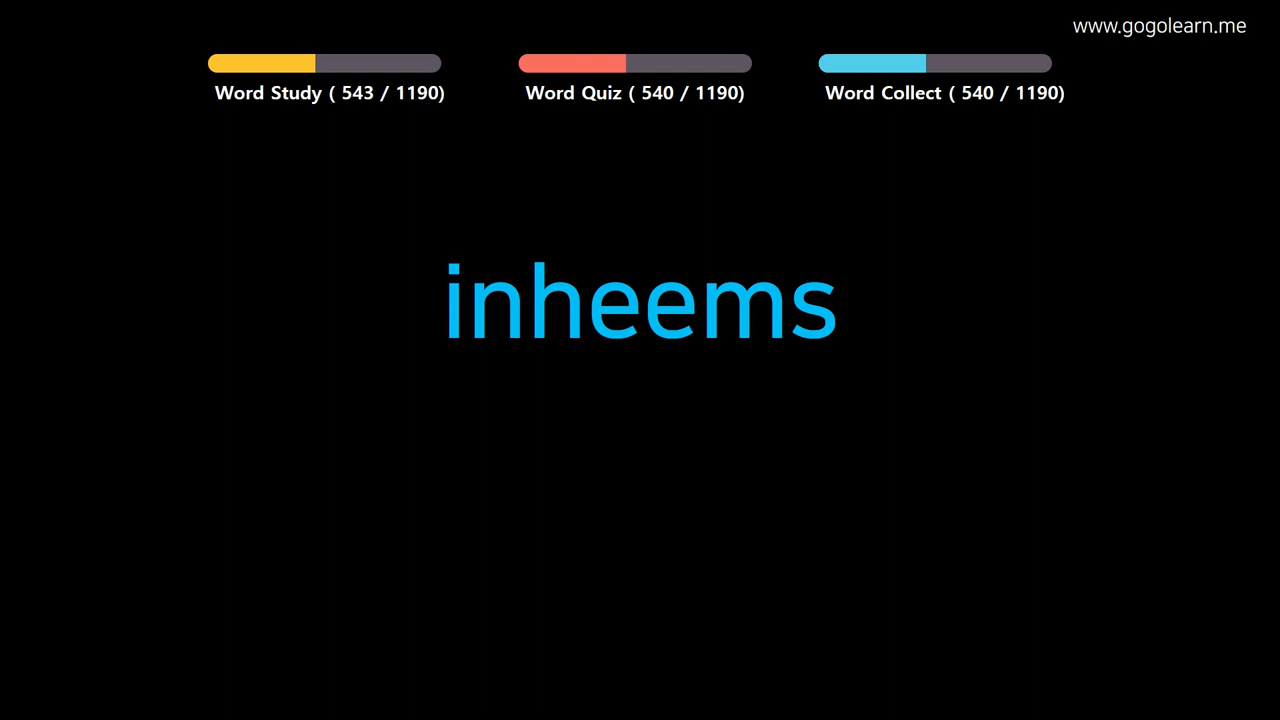 www.gogolearn.me
Word Study ( 543 / 1190)
Word Quiz ( 540 / 1190)
Word Collect ( 540 / 1190)
inheems